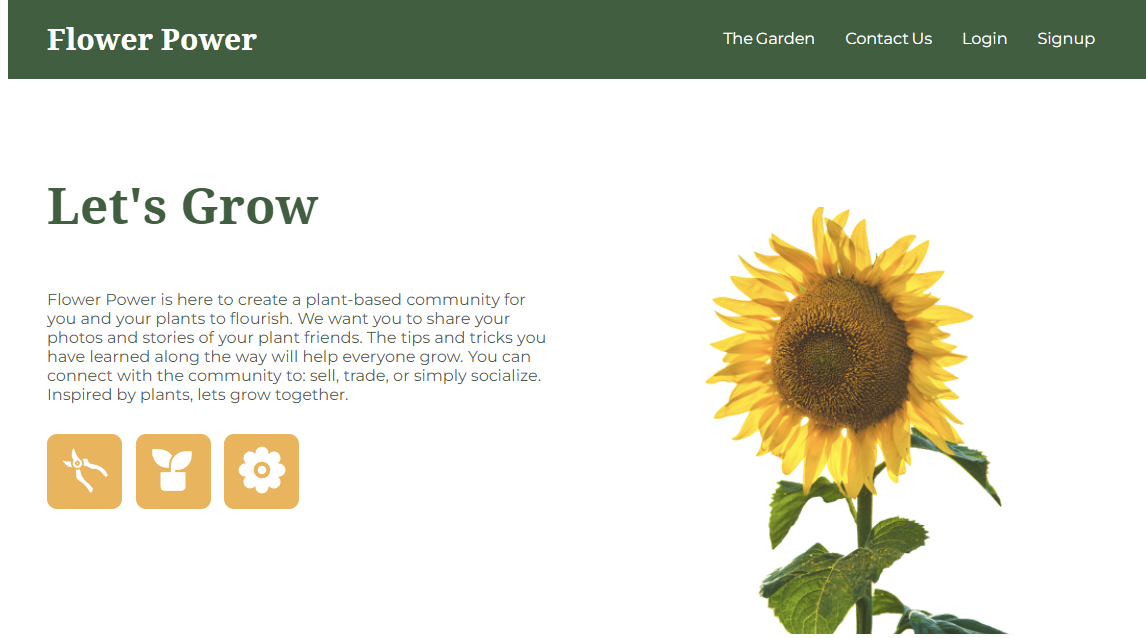 Flower Power
The Garden
Contact Us
Login
Signup
Let's Grow
Flower Power is here to create a plant-based community for
you and your plants to flourish. We want you to share your
photos and stories of your plant friends. The tips and tricks you
have learned along the way will help everyone grow. You can
connect with the community to: sell, trade, or simply socialize.
Inspired by plants, lets grow together.